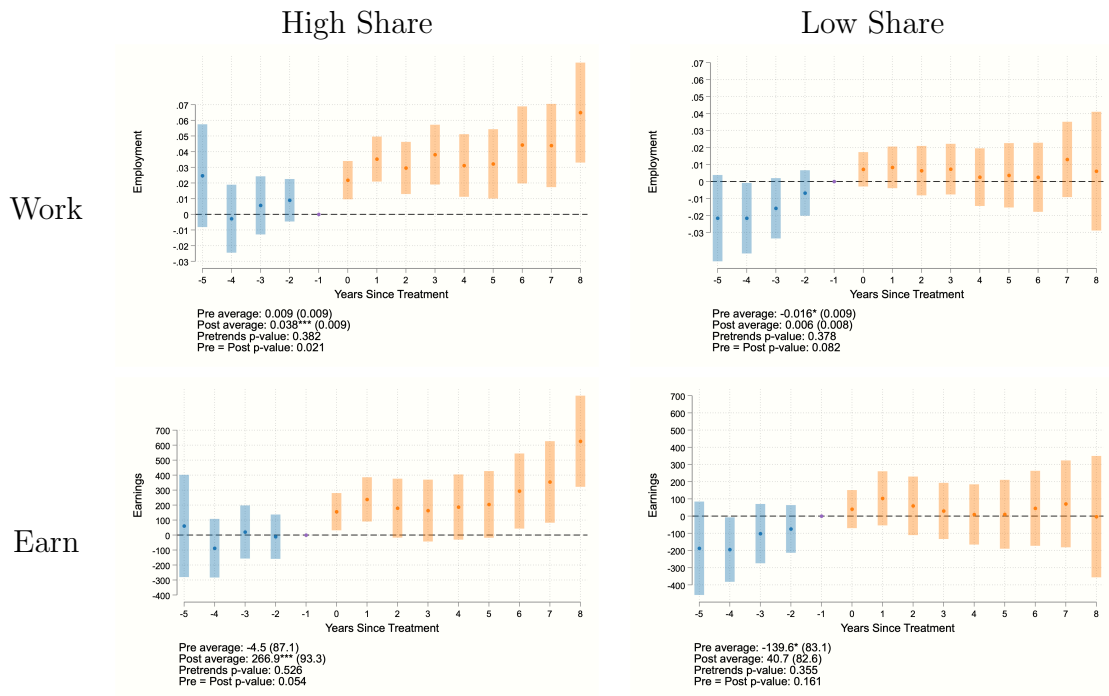 High Share
Low Share
Work
Employment
.07
.06
.05
.04
.03
.02
.01
0
-.01
-.02
-.03
-5 -4 -3 -2 -1 0 1 2 3 4 5 6 7 8
Years Since Treatment
Pre average: 0.009 (0.009)
Post average: 0.038*** (0.009)
Pretrends p-value: 0.382
Pre = Post p-value: 0.021
Employment
.07
.06
.05
.04
.03
.02
.01
0
-.01
-.02
-.03
-5 -4 -3 -2 -1 0 1 2 3 4 5 6 7 8
Years Since Treatment
Pre average: -0.016* (0.009)
Post average: 0.006 (0.008)
Pretrends p-value: 0.378
Pre = Post p-value: 0.082
Earn
Earnings
700
600
500
400
300
200
100
0
-100
-200
-300
-400
-5 -4 -3 -2 -1 0 1 2 3 4 5 6 7 8
Years Since Treatment
Pre average: -4.5 (87.1)
Post average: 266.9*** (93.3)
Pretrends p-value: 0.526
Pre = Post p-value: 0.054
Earnings
700
600
500
400
300
200
100
0
-100
-200
-300
-400
-5 -4 -3 -2 -1 0 1 2 3 4 5 6 7 8
Years Since Treatment
Pre average: -139.6* (83.1)
Post average: 40.7 (82.6)
Pretrends p-value: 0.355
Pre = Post p-value: 0.161